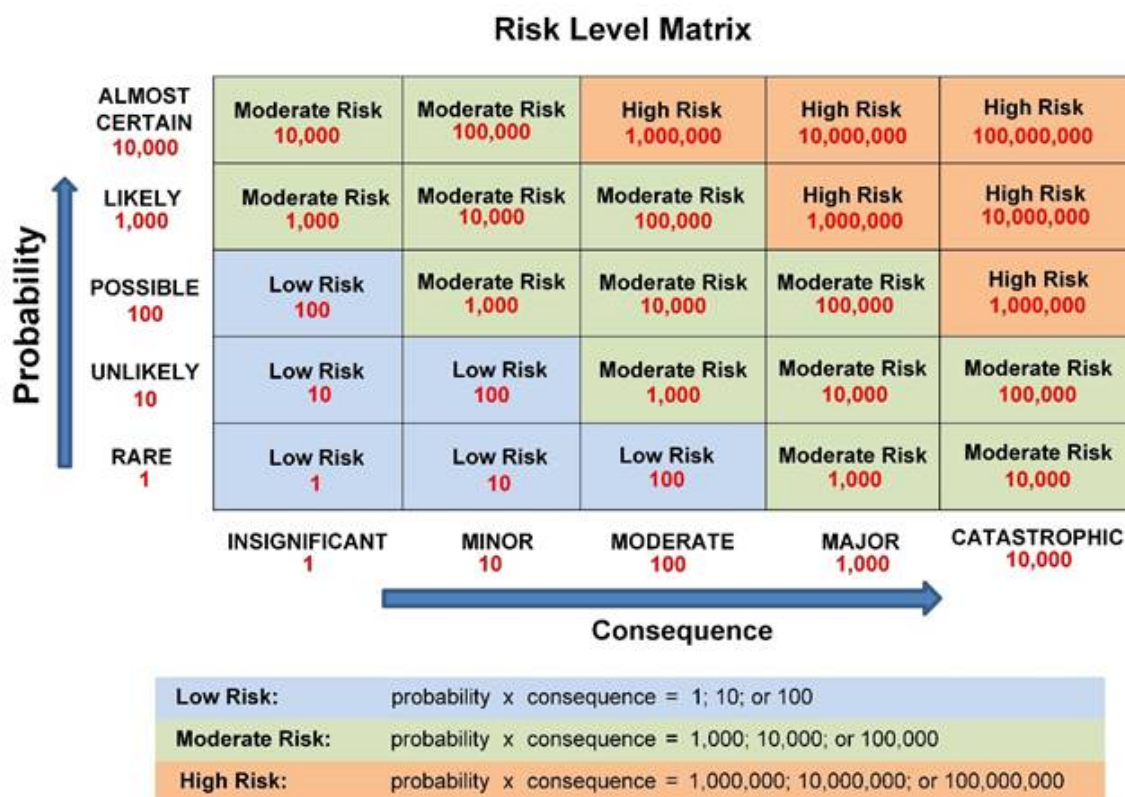 Risk Level Matrix
ALMOST
CERTAIN
10,000
Moderate Risk
10,000
Moderate Risk
100,000
High Risk
1,000,000
High Risk
10,000,000
High Risk
100,000,000
LIKELY
1,000
Moderate Risk
1,000
Moderate Risk
10,000
Moderate Risk
100,000
High Risk
1,000,000
High Risk
10,000,000
POSSIBLE
100
Low Risk
100
Moderate Risk
1,000
Moderate Risk
10,000
Moderate Risk
100,000
High Risk
1,000,000
UNLIKELY
10
Low Risk
10
Low Risk
100
Moderate Risk
1,000
Moderate Risk
10,000
Moderate Risk
100,000
RARE
1
Low Risk
1
Low Risk
10
Low Risk
100
Moderate Risk
1,000
Moderate Risk
10,000
Probability
INSIGNIFICANT
1
MINOR
10
MODERATE
100
MAJOR
1,000
CATASTROPHIC
10,000
Consequence
Low Risk: probability x consequence = 1; 10; or 100
Moderate Risk: probability x consequence = 1,000; 10,000; or 100,000
High Risk: probability x consequence = 1,000,000; 10,000,000; or 100,000,000